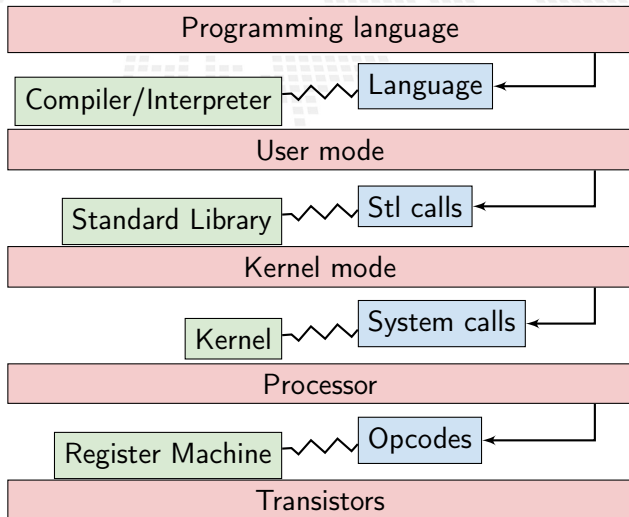 Programming language
Compiler/Interpreter
Language
User mode
Standard Library
Stl calls
Kernel mode
Kernel
System calls
Processor
Register Machine
Opcodes
Transistors